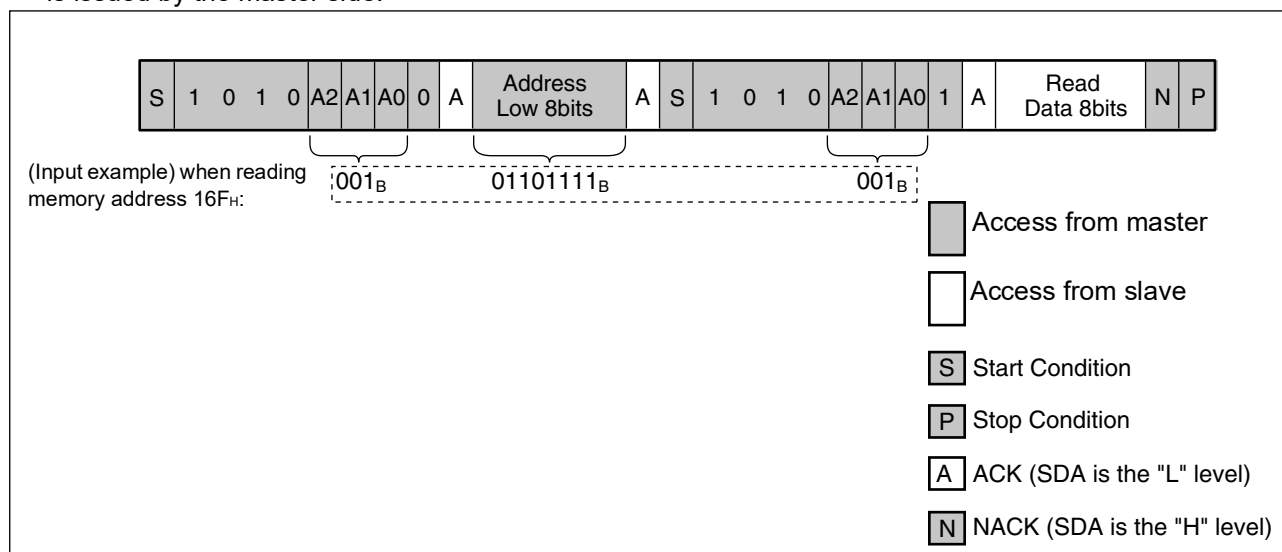 is issued by the master side.
S 1 0 1 0 A2 A1 A0 0 A Address Low 8bits A S 1 0 1 0 A2 A1 A0 1 A Read Data 8bits N P
(Input example) when reading
memory address 16FH:
001B 01101111B 001B
Access from master
Access from slave
S Start Condition
P Stop Condition
A ACK (SDA is the "L" level)
N NACK (SDA is the "H" level)